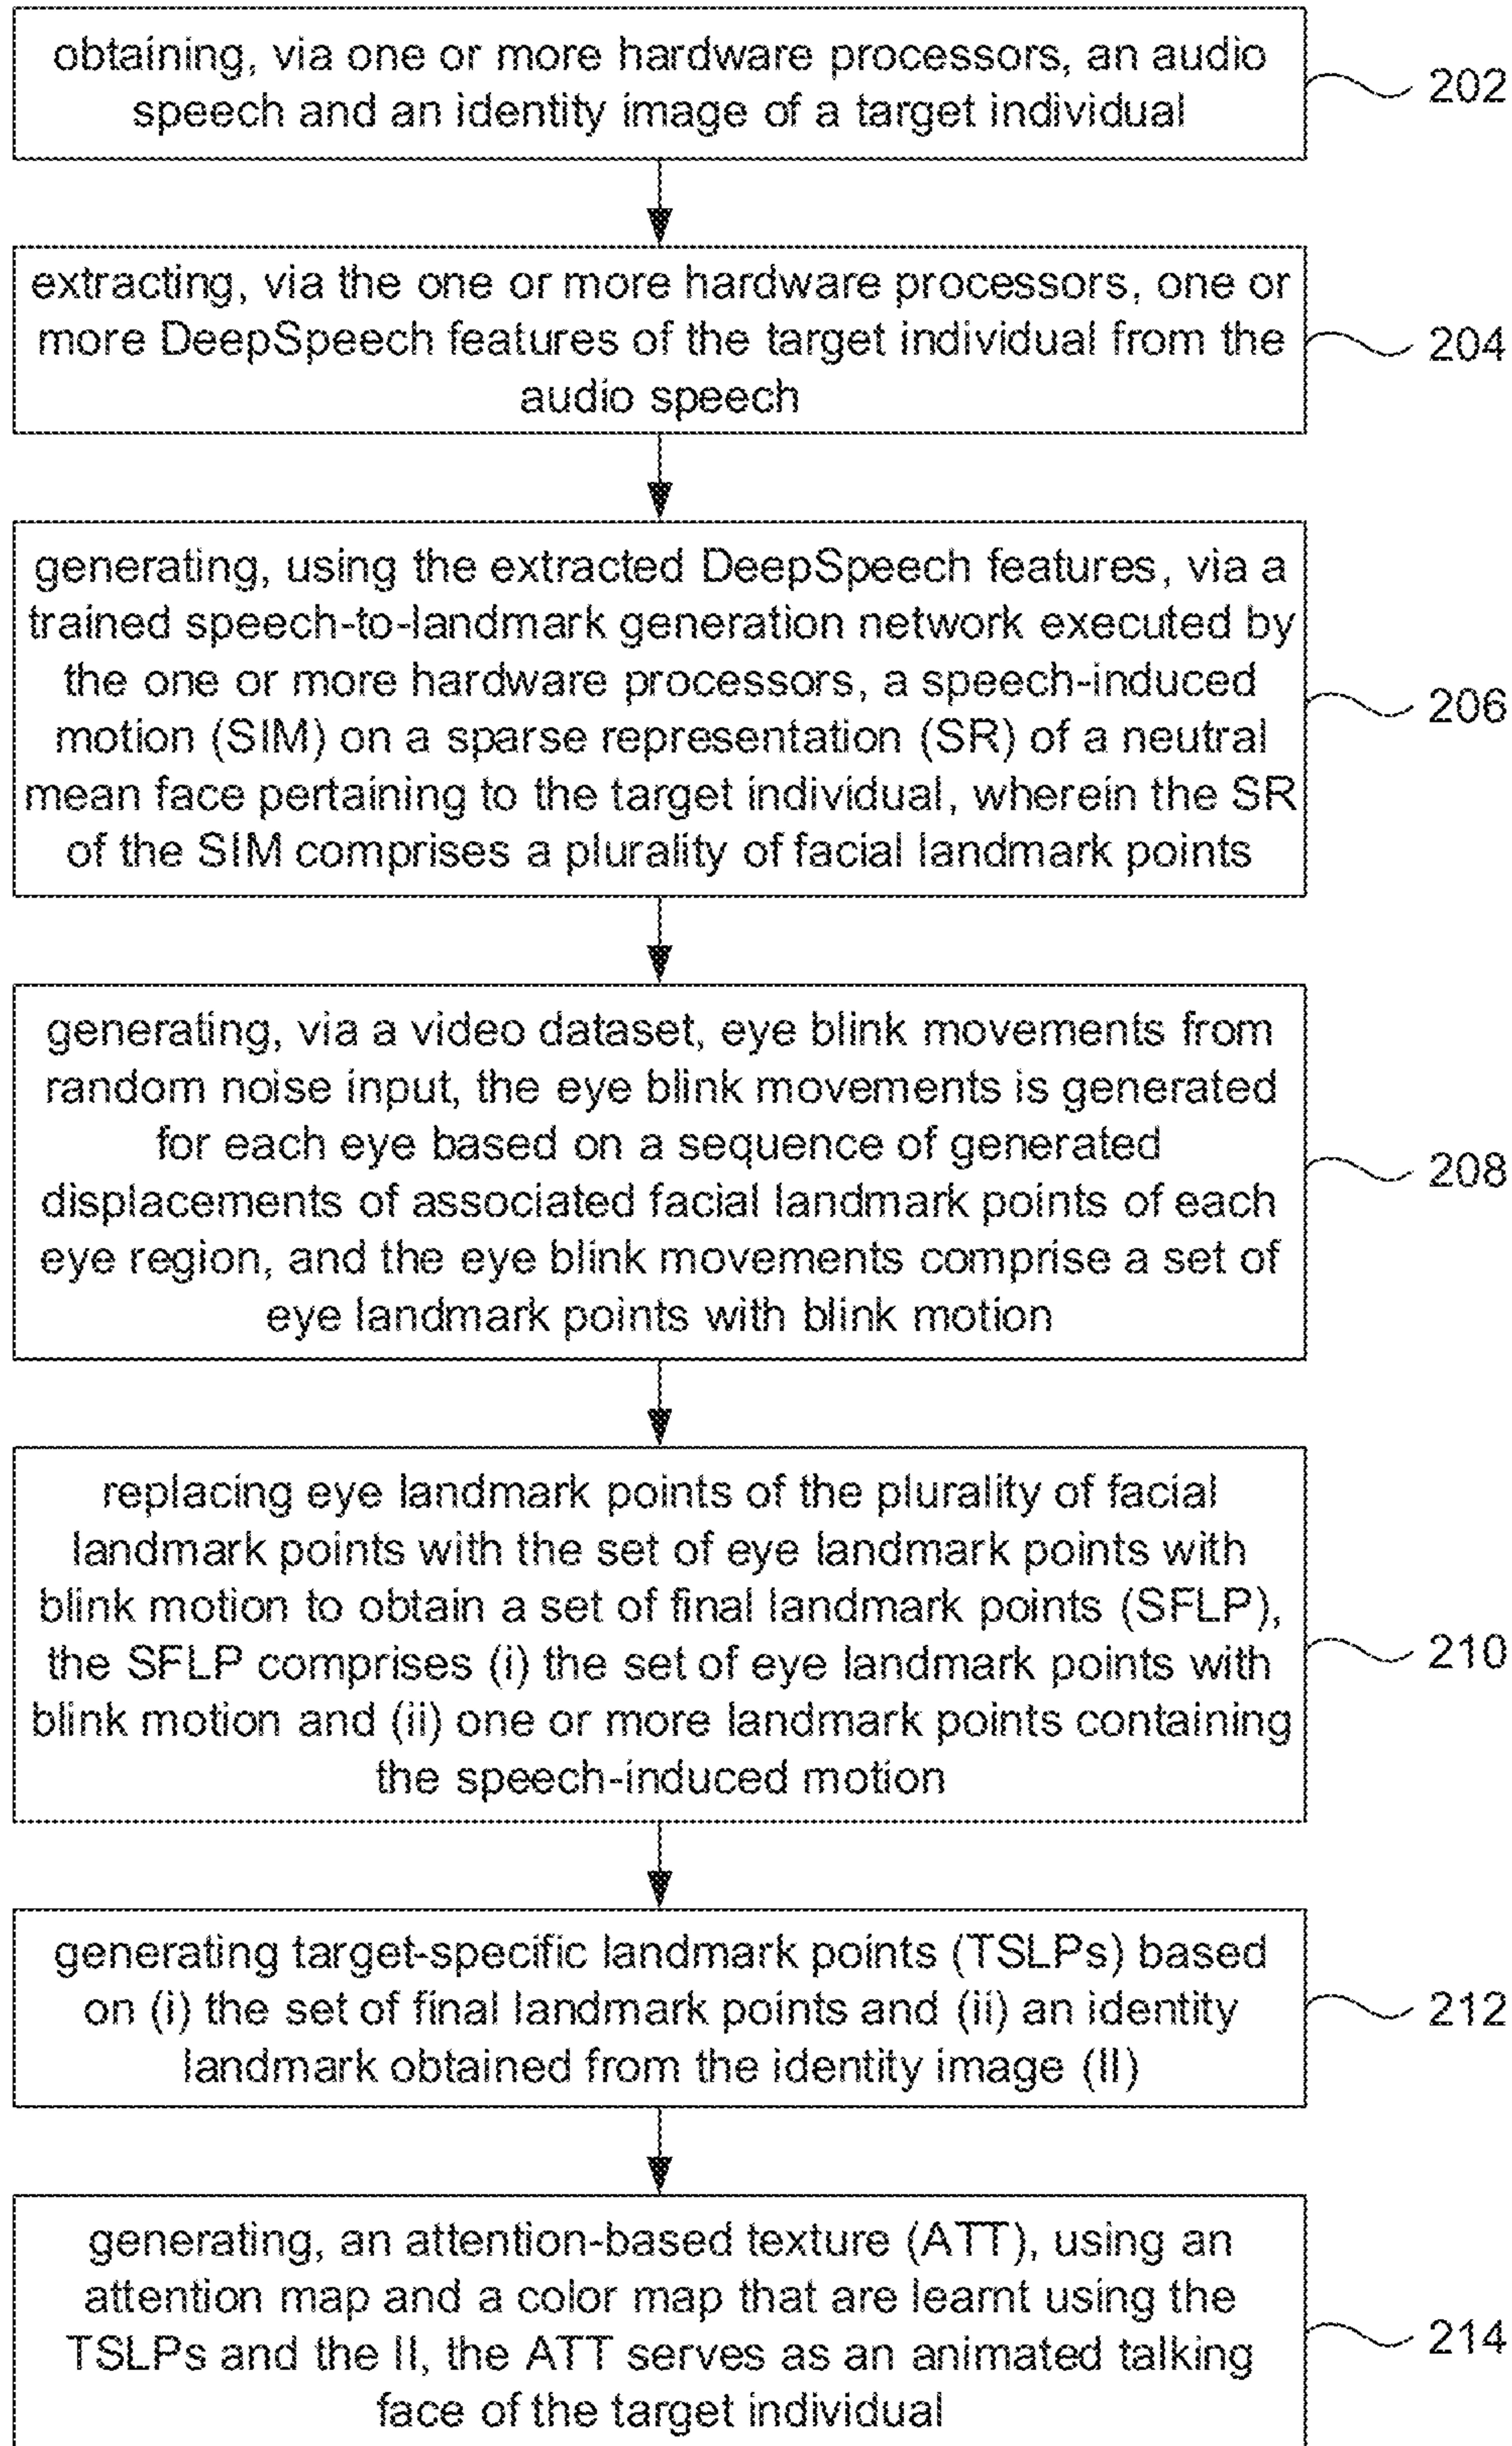 obtaining, via one or more hardware processors, an audio
speech and an identity image of a target individual
202
extracting, via the one or more hardware processors, one or
more DeepSpeech features of the target individual from the
audio speech
204
generating, using the extracted DeepSpeech features, via a
trained speech-to-landmark generation network executed by
the one or more hardware processors, a speech-induced
motion (SIM) on a sparse representation (SR) of a neutral
mean face pertaining to the target individual, wherein the SR
of the SIM comprises a plurality of facial landmark points
206
generating, via a video dataset, eye blink movements from
random noise input, the eye blink movements is generated
for each eye based on a sequence of generated
displacements of associated facial landmark points of each
eye region, and the eye blink movements comprise a set of
eye landmark points with blink motion
208
replacing eye landmark points of the plurality of facial
landmark points with the set of eye landmark points with
blink motion to obtain a set of final landmark points (SFLP),
the SFLP comprises (i) the set of eye landmark points with
blink motion and (ii) one or more landmark points containing
the speech-induced motion
210
generating target-specific landmark points (TSLPs) based
on (i) the set of final landmark points and (ii) an identity
landmark obtained from the identity image (II)
212
generating, an attention-based texture (ATT), using an
attention map and a color map that are learnt using the
TSLPs and the II, the ATT serves as an animated talking
face of the target individual
214